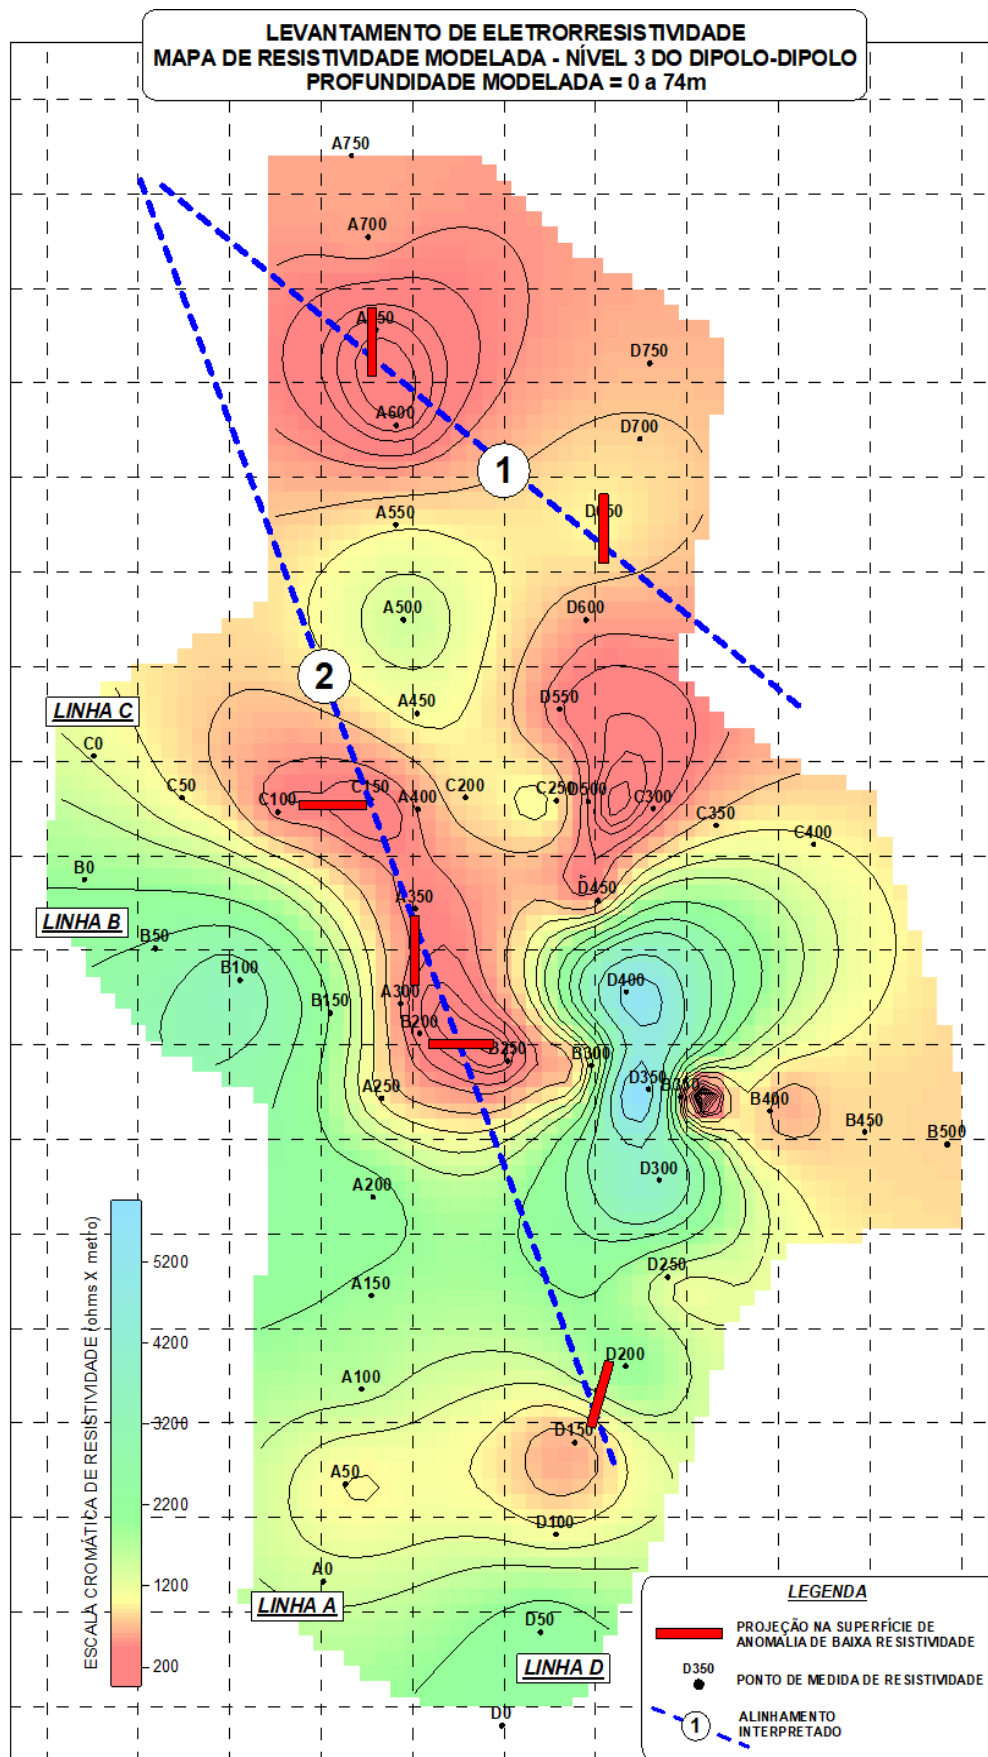 LEVANTAMENTO DE ELETRORRESISTIVIDADE
MAPA DE RESISTIVIDADE MODELADA - NÍVEL 3 DO DIPOLO-DIPOLO
PROFUNDIDADE MODELADA = 0 a 74m
A750
A700
D750
A600
D700
1
A550
A500
D600
2
A450
D550
LINHA C
C0
C50
C100
C150
A400
C200
C250
D500
C300
C350
C400
B0
A350
D450
LINHA B
B50
B100
B150
A300
D400
B200
B250
B300
D350
B350
B400
B450
B500
A250
A200
D300
A150
D250
A100
D200
D150
A50
D100
A0
LINHA A
D50
LINHA D
D0
ESCALA CROMÁTICA DE RESISTIVIDADE (ohms X metro)
5200
4200
3200
2200
1200
200
LEGENDA
PROJEÇÃO NA SUPERFÍCIE DE
ANOMALIA DE BAIXA RESISTIVIDADE
D350
PONTO DE MEDIDA DE RESISTIVIDADE
1
ALINHAMENTO
INTERPRETADO